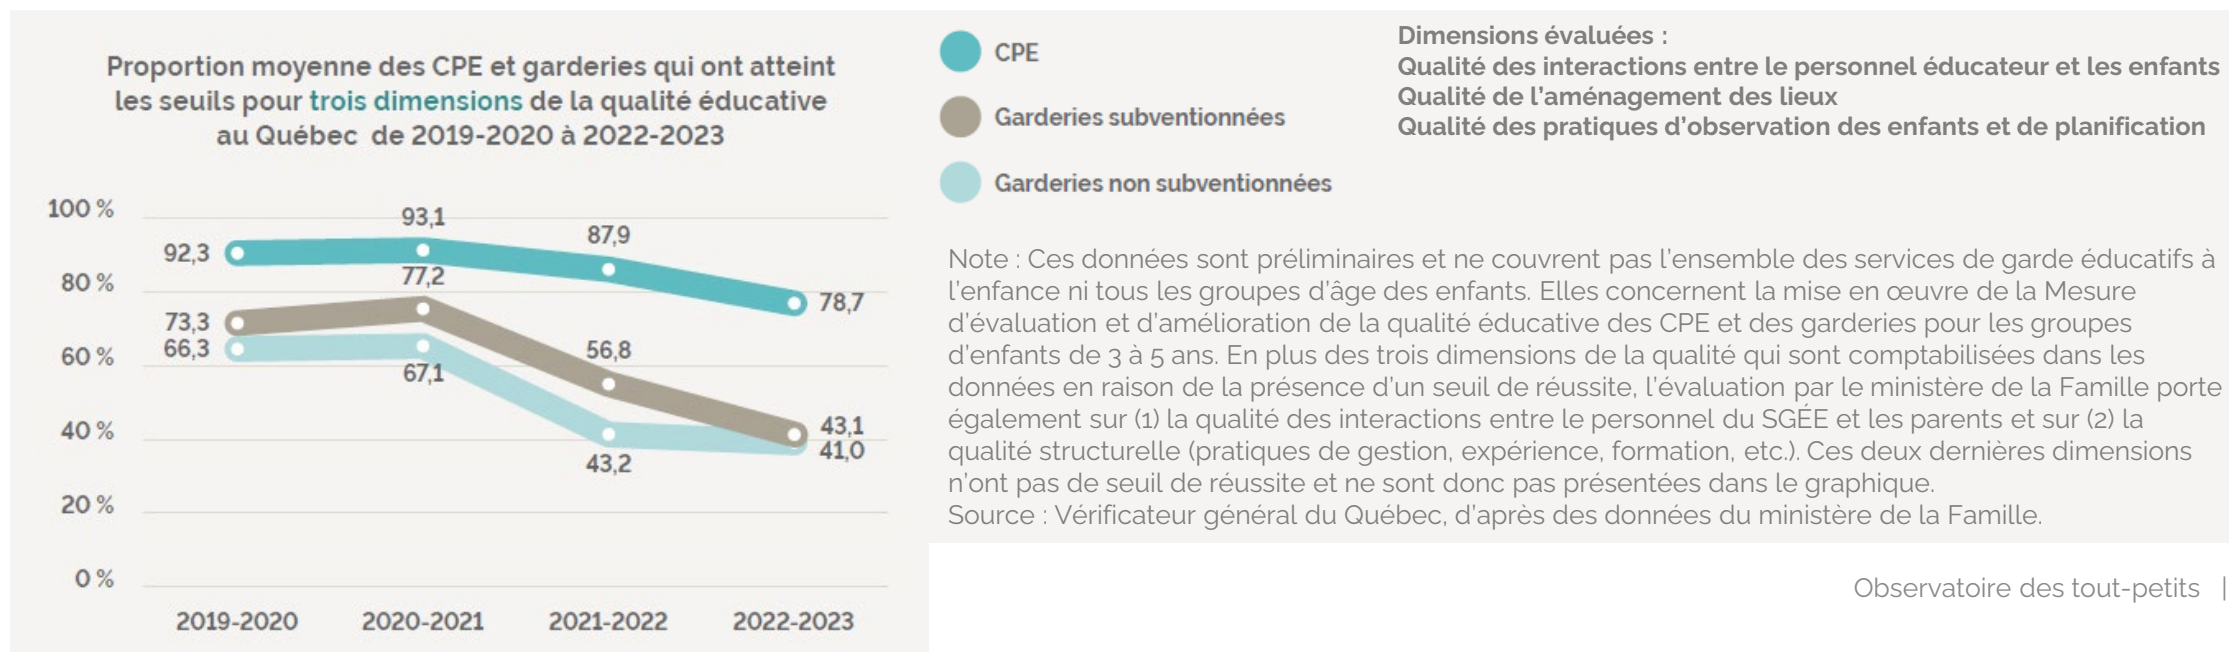 Proportion moyenne des CPE et garderies qui ont atteint
les seuils pour trois dimensions de la qualité éducative
au Québec de 2019-2020 à 2022-2023
100 %
80 %
60 %
40 %
20 %
0 %
92,3
93,1
87,9
78,7
73,3
77,2
56,8
43,1
66,3
67,1
43,2
41,0
2019-2020
2020-2021
2021-2022
2022-2023
CPE
Garderies subventionnées
Garderies non subventionnées
Dimensions évaluées :
Qualité des interactions entre le personnel éducateur et les enfants
Qualité de l'aménagement des lieux
Qualité des pratiques d'observation des enfants et de planification
Note : Ces données sont préliminaires et ne couvrent pas l'ensemble des services de garde éducatifs à
l'enfance ni tous les groupes d'âge des enfants. Elles concernent la mise en œuvre de la Mesure
d'évaluation et d'amélioration de la qualité éducative des CPE et des garderies pour les groupes
d'enfants de 3 à 5 ans. En plus des trois dimensions de la qualité qui sont comptabilisées dans les
données en raison de la présence d'un seuil de réussite, l'évaluation par le ministère de la Famille porte
également sur (1) la qualité des interactions entre le personnel du SGÉE et les parents et sur (2) la
qualité structurelle (pratiques de gestion, expérience, formation, etc.). Ces deux dernières dimensions
n'ont pas de seuil de réussite et ne sont donc pas présentées dans le graphique.
Source : Vérificateur général du Québec, d'après des données du ministère de la Famille.
Observatoire des tout-petits |